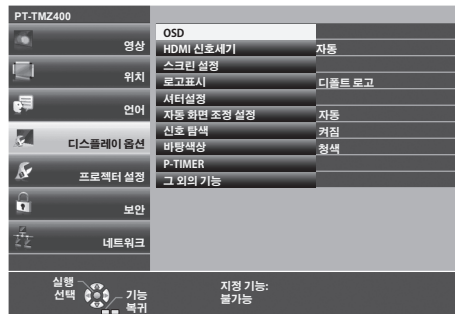 PT-TMZ400
영상
위치
언어
디스플레이 옵션
프로젝터 설정
보안
네트워크
OSD
HDMI 신호세기 자동
스크린 설정
로고표시 디폴트 로고
셔터설정
자동 화면 조정 설정 자동
신호 탐색 켜짐
바탕색상 청색
P-TIMER
그 외의 기능
실행
선택
기능
복귀
지정 기능:
불가능